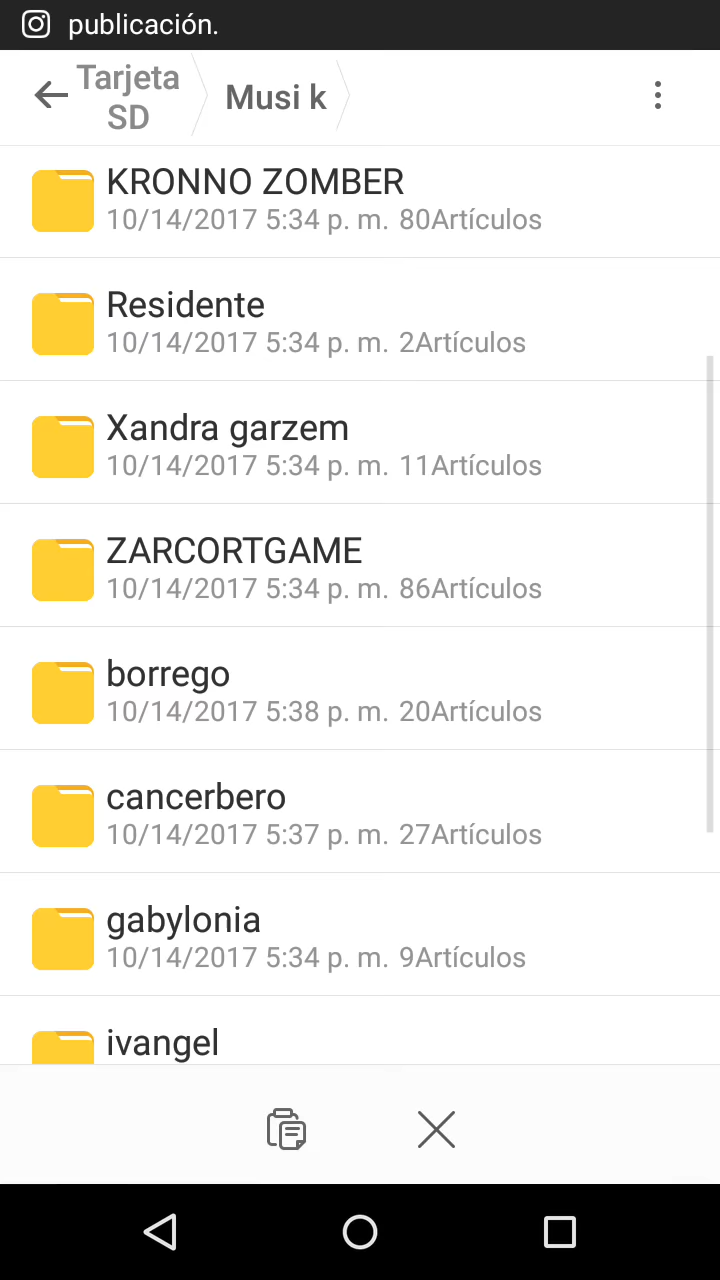 publicación.
Tarjeta
SD
Musi k
KRONNO ZOMBER
10/14/2017 5:34 p. m. 80Artículos
Residente
10/14/2017 5:34 p. m. 2Artículos
Xandra garzem
10/14/2017 5:34 p. m. 11Artículos
ZARCORTGAME
10/14/2017 5:34 p. m. 86Artículos
borrego
10/14/2017 5:38 p. m. 20Artículos
cancerbero
10/14/2017 5:37 p. m. 27Artículos
gabylonia
10/14/2017 5:34 p. m. 9Artículos
ivangel